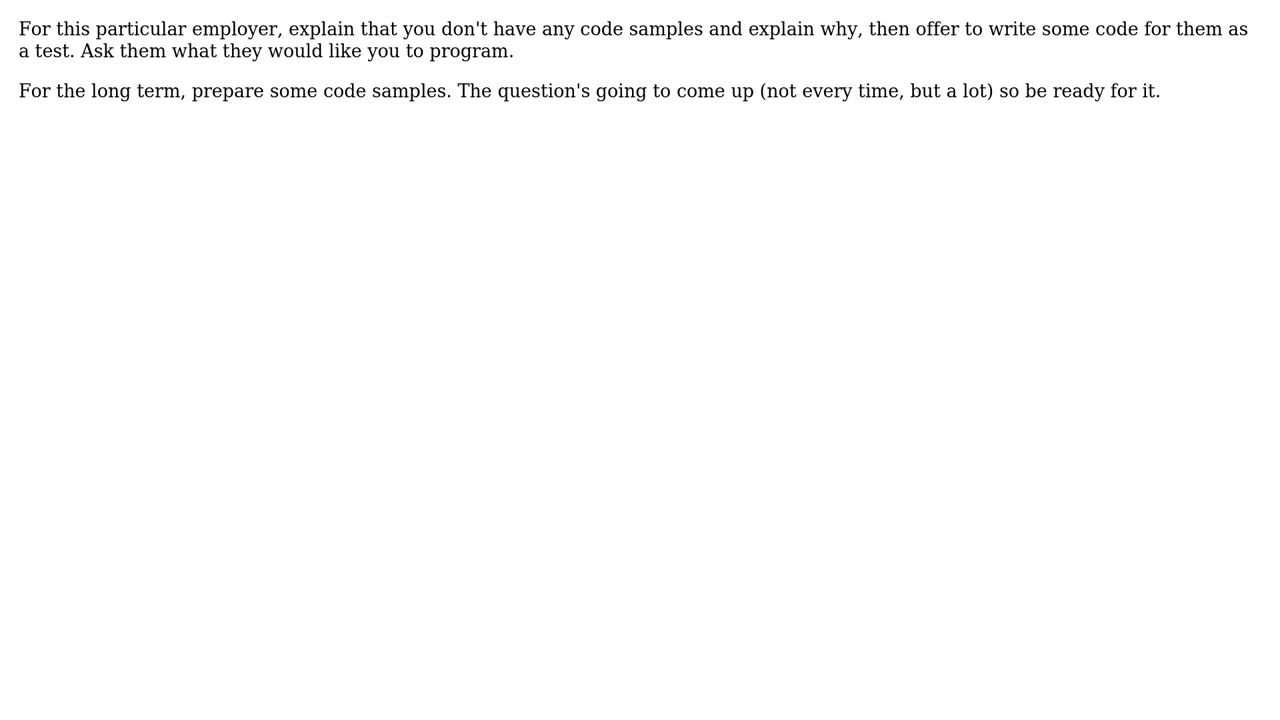 For this particular employer, explain that you don't have any code samples and explain why, then offer to write some code for them as
a test. Ask them what they would like you to program.
For the long term, prepare some code samples. The question's going to come up (not every time, but a lot) so be ready for it.